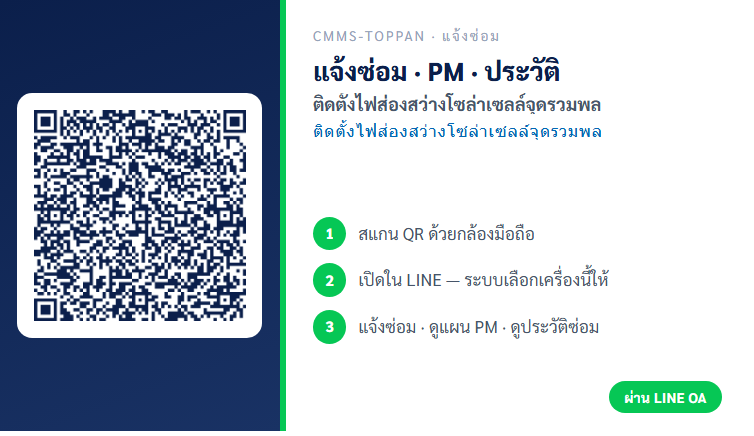 CMMS-TOPPAN · แจ้งซ่อม
แจ้งซ่อม · PM · ประวัติ
ติดตั้งไฟส่องสว่างโซล่าเซลล์จุดรวมพล
ติดตั้งไฟส่องสว่างโซล่าเซลล์จุดรวมพล
1 สแกน QR ด้วยกล้องมือถือ
2 เปิดใน LINE — ระบบเลือกเครื่องนี้ให้
3 แจ้งซ่อม · ดูแผน PM · ดูประวัติซ่อม
ผ่าน LINE OA